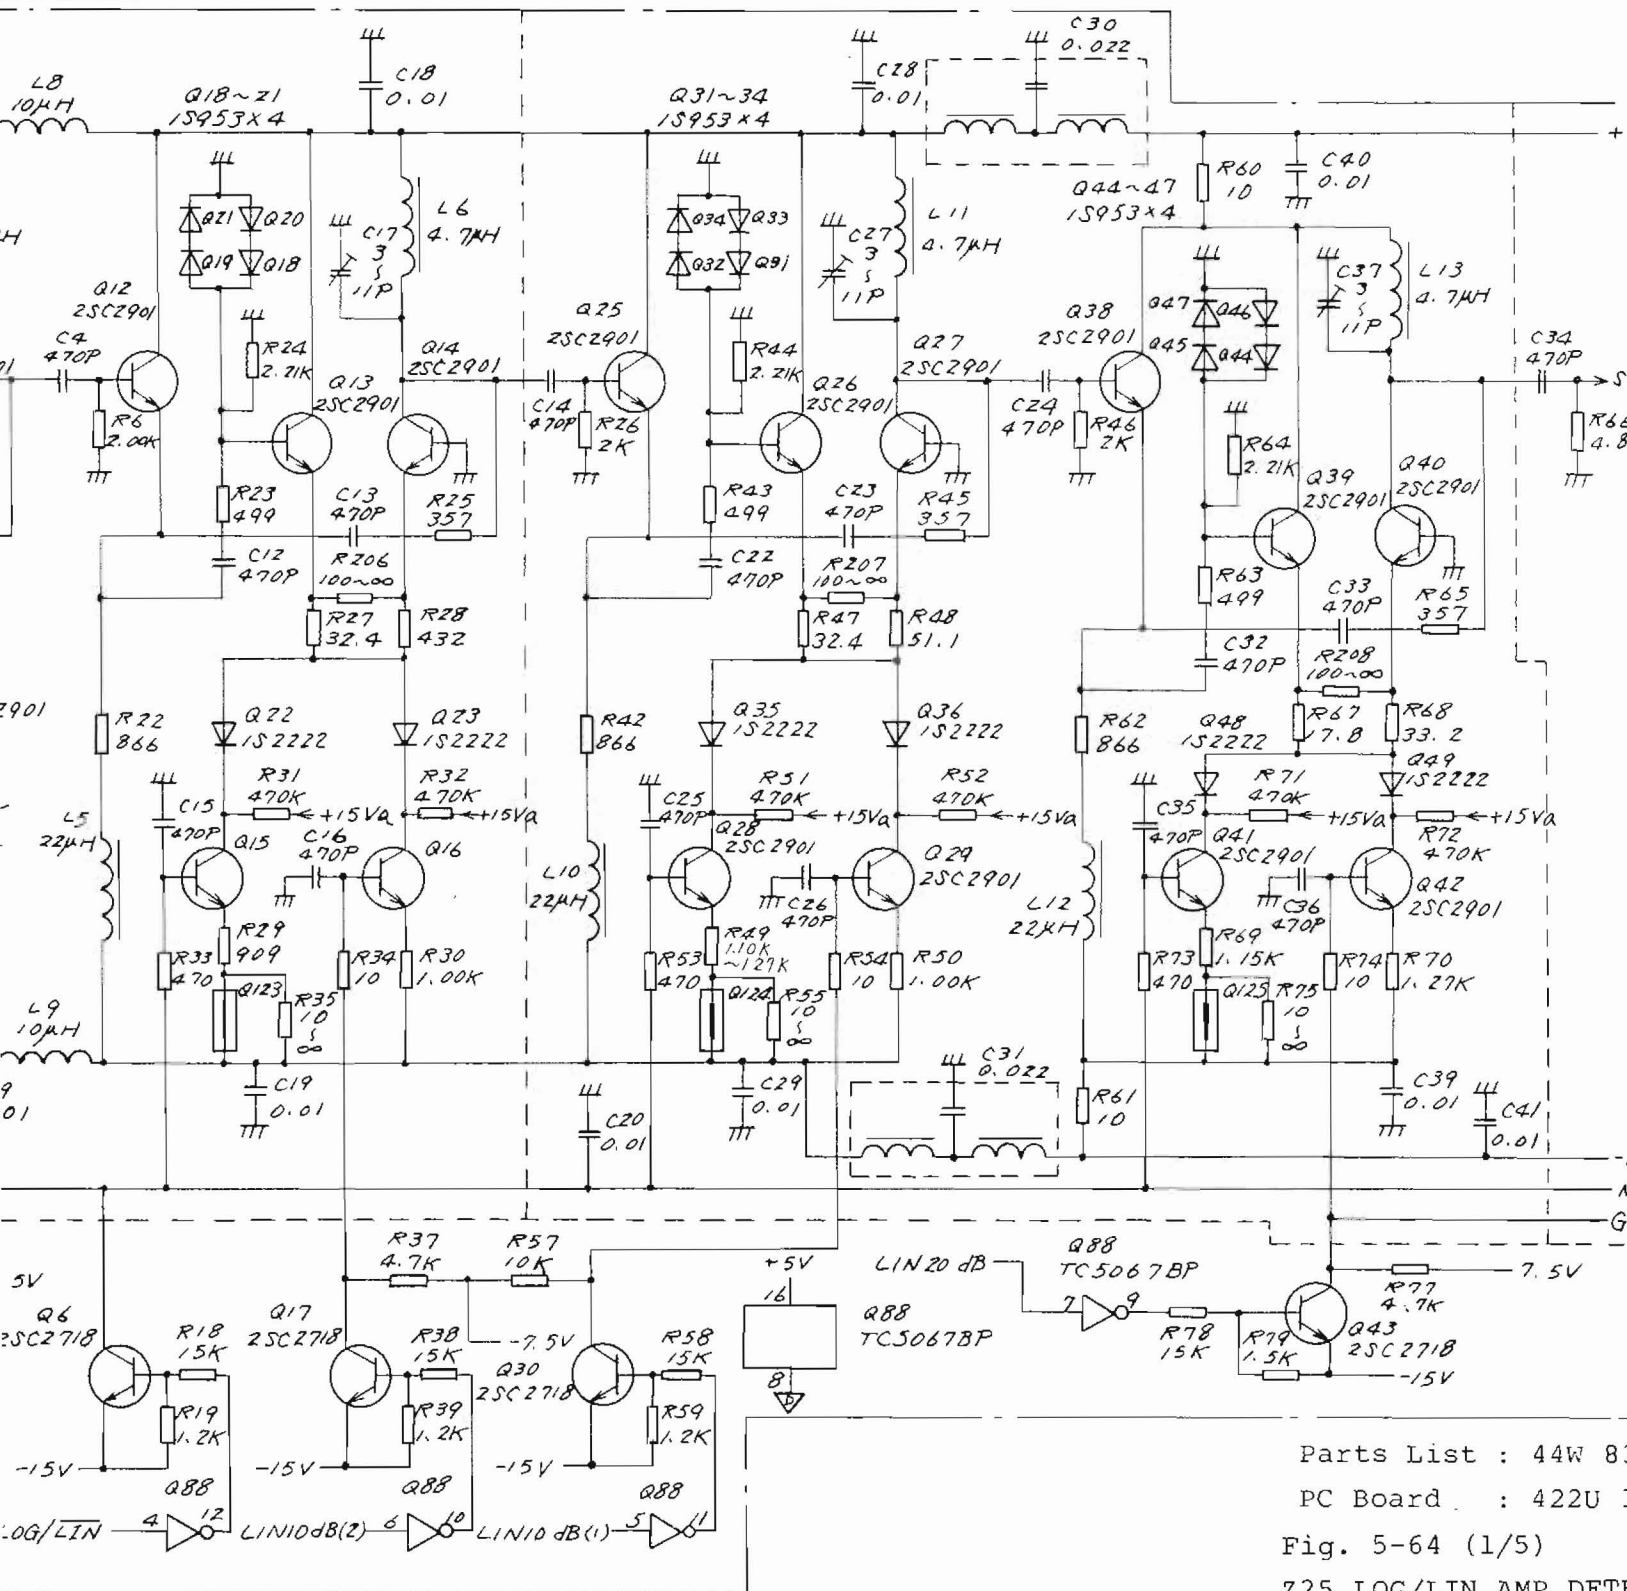 L8
10μH
Q18~21
1S953×4
C18
0.01
Q31~34
1S953×4
C28
0.01
C30
0.022
+
Q21
Q20
Q19
Q18
C17
3
∫
11P
L6
4.7μH
Q34
Q33
Q32
Q31
C27
3
∫
11P
L11
4.7μH
Q44~47
1S953×4
R60
10
C40
0.01
H
Q12
2SC2901
C4
470P
R6
2.00K
R24
2.21K
Q13
2SC2901
Q14
2SC2901
Q25
2SC2901
C14
470P
R26
2K
R44
2.21K
Q26
2SC2901
Q27
2SC2901
Q38
2SC2901
C24
470P
R46
2K
Q47
Q46
Q45
Q44
C37
3
∫
11P
L13
4.7μH
C34
470P
S
R66
4.8
R64
2.21K
Q39
2SC2901
Q40
2SC2901
R23
499
C13
470P
R25
357
C12
470P
R206
100~∞
R27
32.4
R28
432
R43
499
C23
470P
R45
357
C22
470P
R207
100~∞
R47
32.4
R48
51.1
R63
499
C33
470P
R65
357
C32
470P
R208
100~∞
R67
17.8
R68
33.2
2901
R22
866
Q22
1S2222
Q23
1S2222
R42
866
Q35
1S2222
Q36
1S2222
R62
866
Q48
1S2222
Q49
1S2222
L5
22μH
C15
470P
R31
470K
+15Va
R32
470K
+15Va
Q15
C16
470P
Q16
C25
470P
R51
470K
+15Va
R52
470K
+15Va
Q28
2SC2901
L10
22μH
C26
470P
Q29
2SC2901
C35
470P
R71
470K
+15Va
R72
470K
+15Va
Q41
2SC2901
L12
22μH
C36
470P
Q42
2SC2901
R29
909
R33
470
Q123
R35
10
∫
∞
R34
10
R30
1.00K
R49
1.10K
~1.27K
R53
470
Q124
R55
10
∫
∞
R54
10
R50
1.00K
R69
1.15K
R73
470
Q125
R75
10
∫
∞
R74
10
R70
1.27K
L9
10μH
9
01
C19
0.01
C20
0.01
C29
0.01
C31
0.022
R61
10
C39
0.01
C41
0.01
G
5V
Q6
2SC2718
R18
15K
R19
1.2K
-15V
Q17
2SC2718
R37
4.7K
R57
10K
-7.5V
R38
15K
R39
1.2K
-15V
Q30
2SC2718
R58
15K
R59
1.2K
-15V
+5V
16
Q88
TC5067BP
8
LIN20 dB
7
Q88
TC5067BP
9
R78
15K
R79
1.5K
R77
4.7K
-7.5V
Q43
2SC2718
-15V
LOG/LIN
4
Q88
12
LIN10dB(2)
6
Q88
10
LIN10 dB(1)
5
Q88
11
Parts List : 44W 8
PC Board : 422U
Fig. 5-64 (1/5)
Z25 LOG/LIN AMP DETE